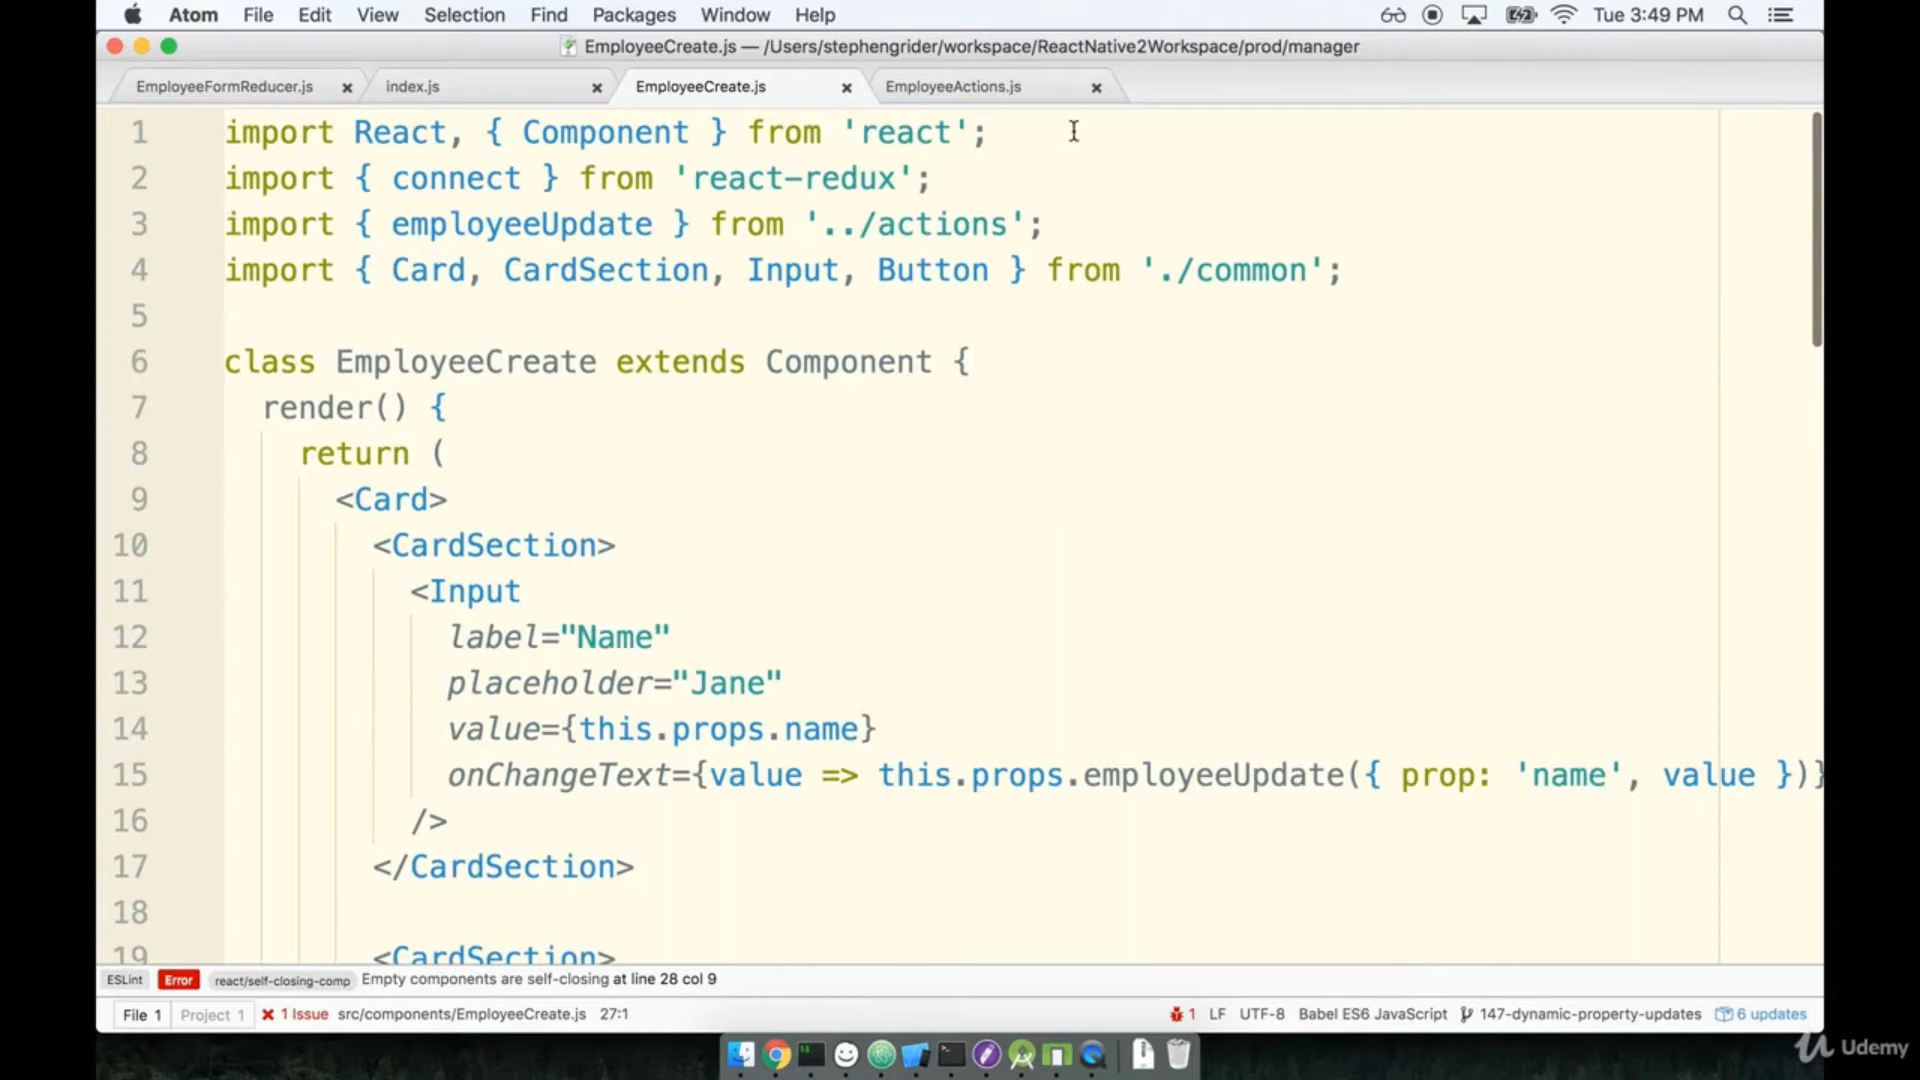 Atom File Edit View Selection Find Packages Window Help Tue 3:49 PM
EmployeeCreate.js — /Users/stephengrider/workspace/ReactNative2Workspace/prod/manager
EmployeeFormReducer.js index.js EmployeeCreate.js EmployeeActions.js
1 import React, { Component } from 'react';
2 import { connect } from 'react-redux';
3 import { employeeUpdate } from '../actions';
4 import { Card, CardSection, Input, Button } from './common';
5
6 class EmployeeCreate extends Component {
7 render() {
8 return (
9 <Card>
10 <CardSection>
11 <Input
12 label="Name"
13 placeholder="Jane"
14 value={this.props.name}
15 onChangeText={value => this.props.employeeUpdate({ prop: 'name', value })}
16 />
17 </CardSection>
18
19 <CardSection>
ESLint Error react/self-closing-comp Empty components are self-closing at line 28 col 9
File 1 Project 1 1 Issue src/components/EmployeeCreate.js 27:1 1 LF UTF-8 Babel ES6 JavaScript 147-dynamic-property-updates 6 updates
Udemy